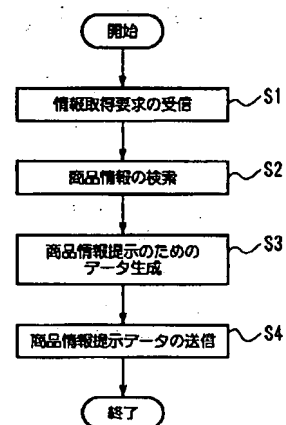 開始
情報取得要求の受信
S1
商品情報の検索
S2
商品情報提示のための
データ生成
S3
商品情報提示データの送信
S4
終了